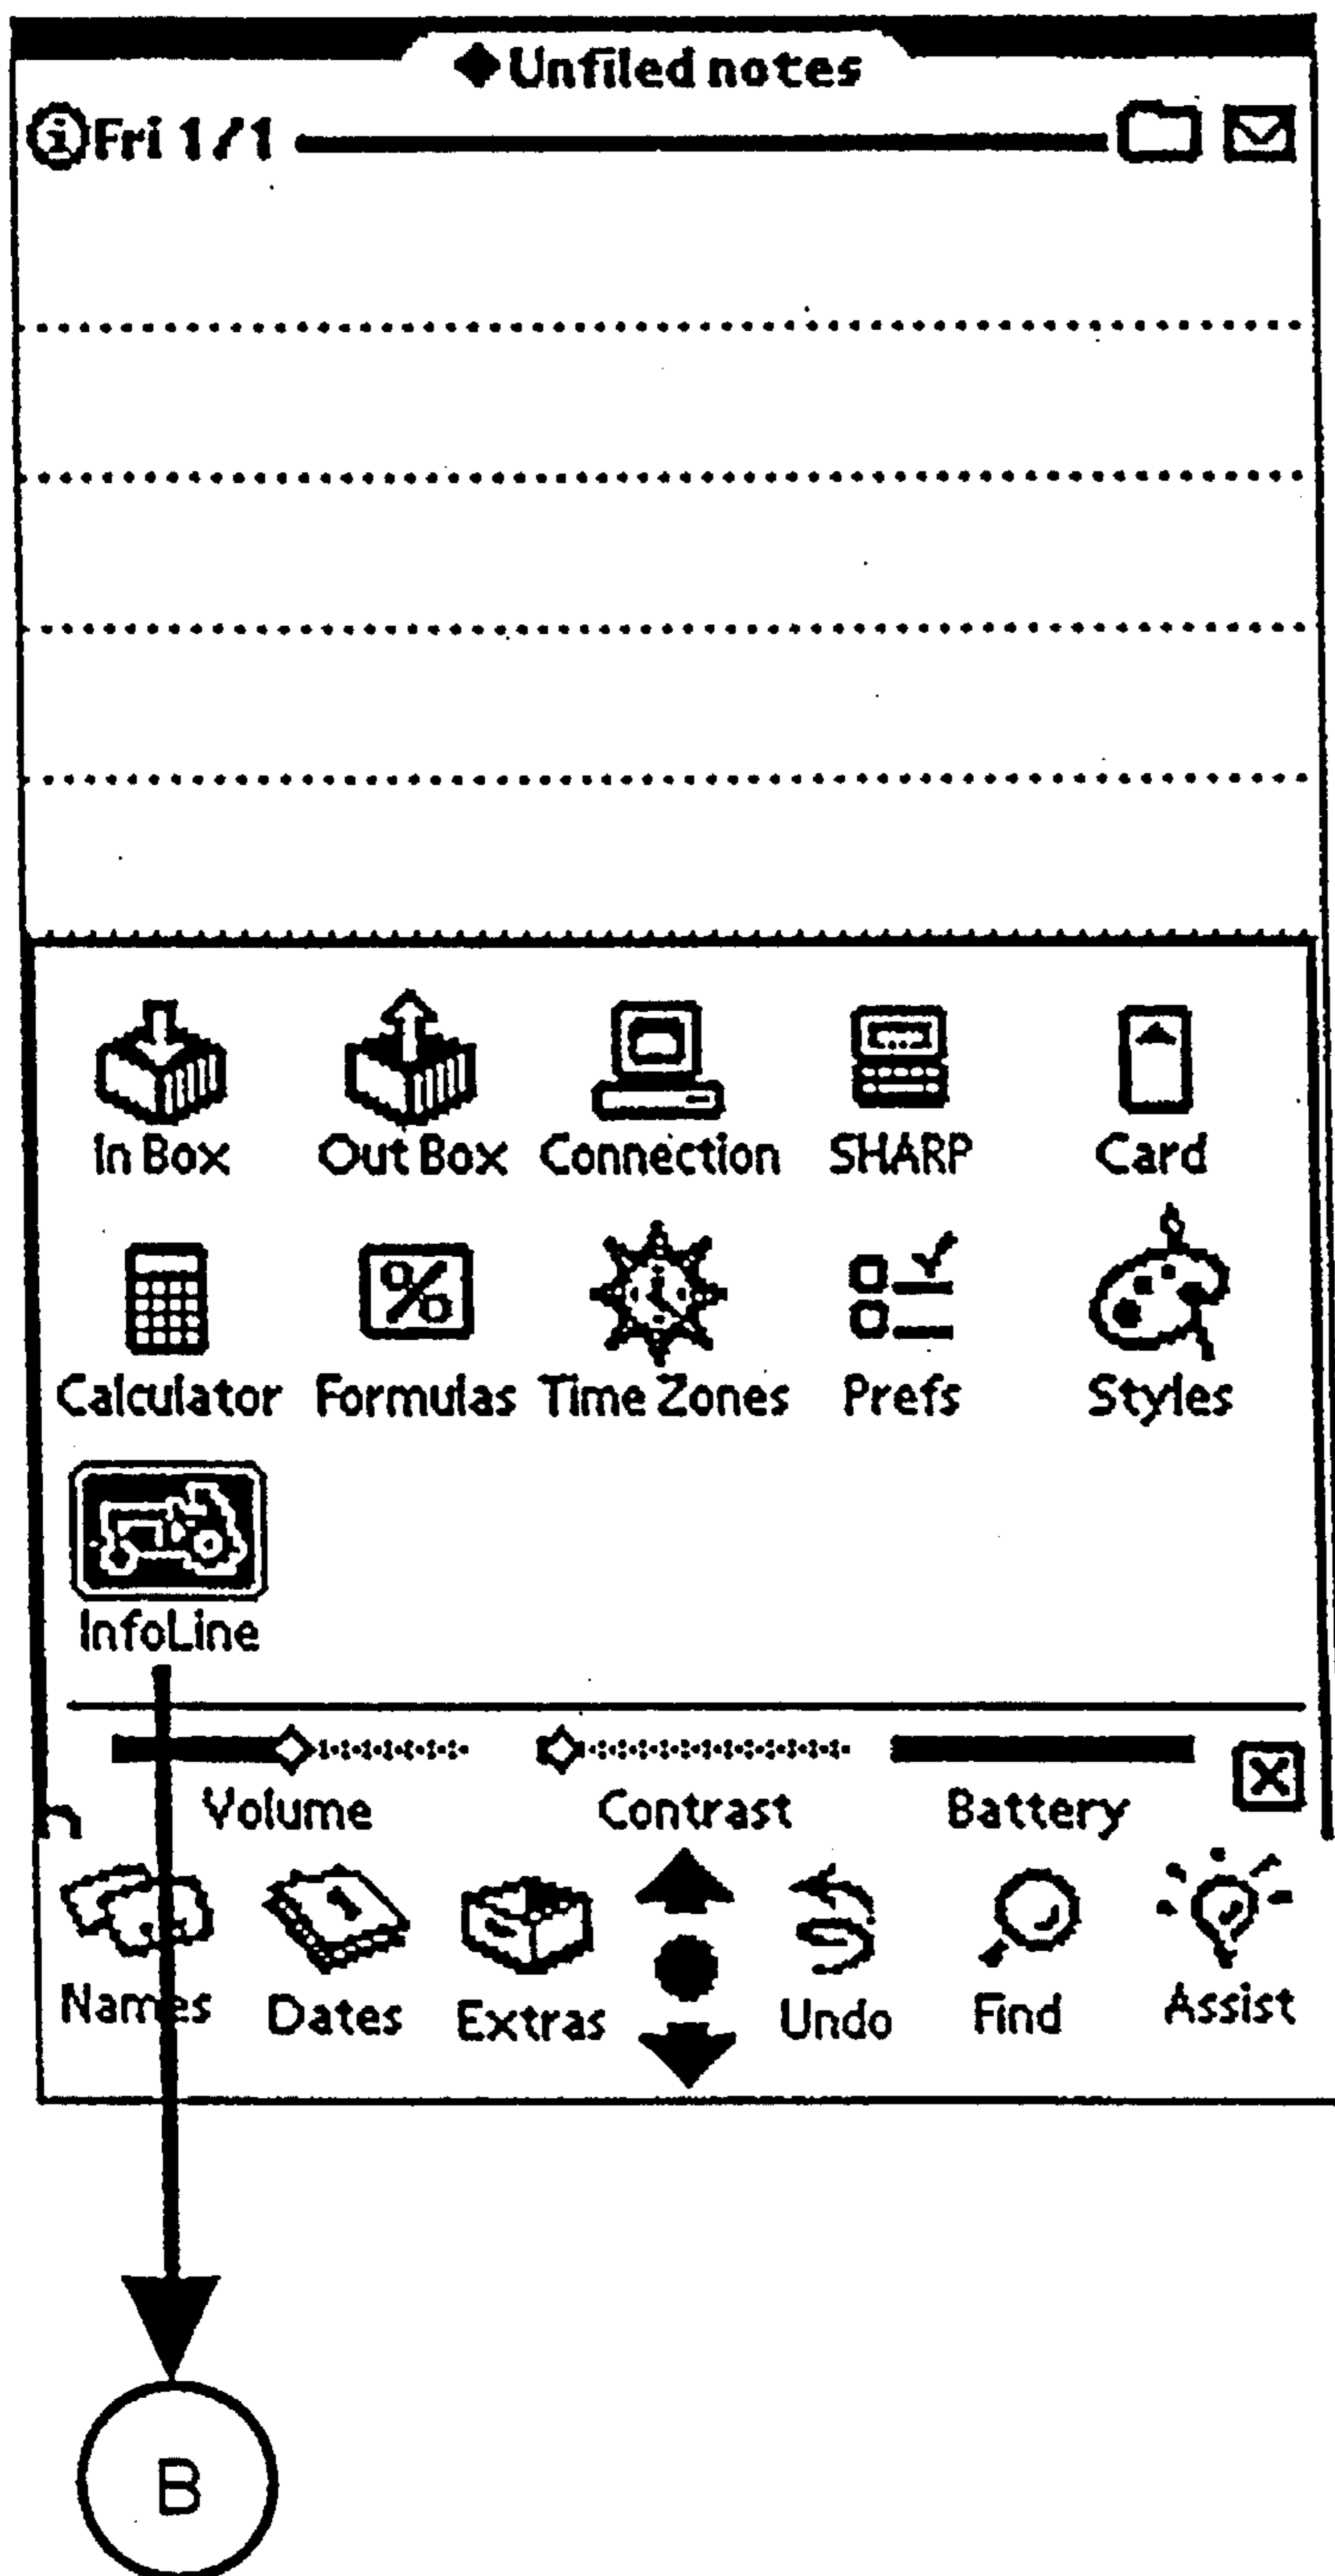 ◆Unfiled notes
Fri 1/1
In Box Out Box Connection SHARP Card
Calculator Formulas Time Zones Prefs Styles
InfoLine
Volume Contrast Battery
Names Dates Extras Undo Find Assist
B